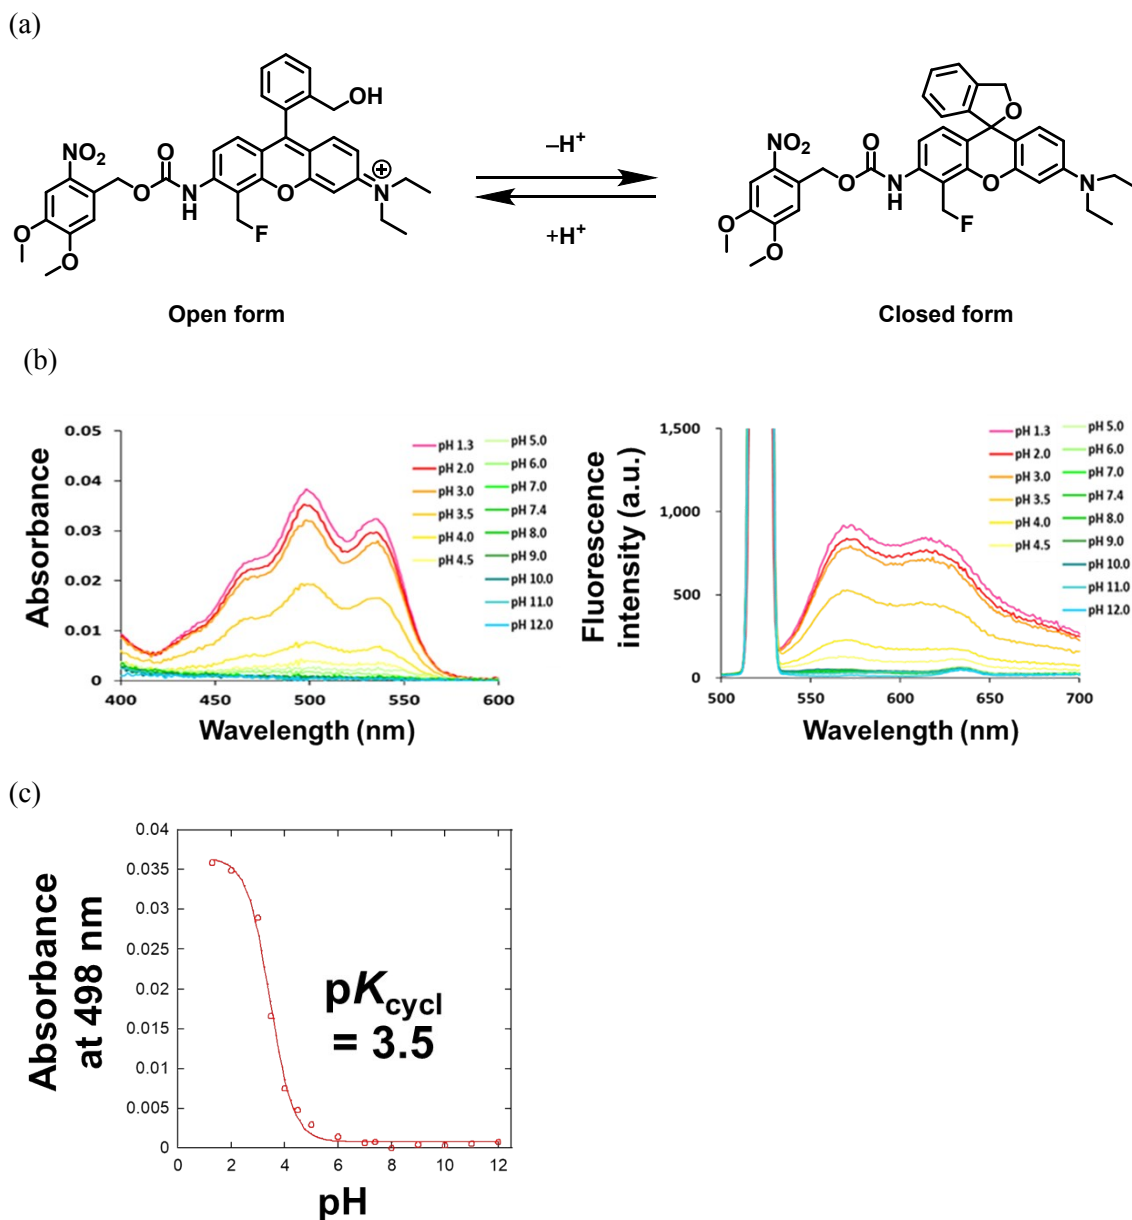 (a)
OH
NO₂
O
O
N
H
O
N
⊕
F
O
O
–H⁺
+H⁺
O
NO₂
O
O
N
H
O
N
F
O
O
Open form
Closed form
(b)
Absorbance
0.05
0.04
0.03
0.02
0.01
0
400
450
500
550
600
Wavelength (nm)
pH 1.3
pH 2.0
pH 3.0
pH 3.5
pH 4.0
pH 4.5
pH 5.0
pH 6.0
pH 7.0
pH 7.4
pH 8.0
pH 9.0
pH 10.0
pH 11.0
pH 12.0
Fluorescence
intensity (a.u.)
1,500
1,000
500
0
500
550
600
650
700
Wavelength (nm)
pH 1.3
pH 2.0
pH 3.0
pH 3.5
pH 4.0
pH 4.5
pH 5.0
pH 6.0
pH 7.0
pH 7.4
pH 8.0
pH 9.0
pH 10.0
pH 11.0
pH 12.0
(c)
Absorbance
at 498 nm
0.04
0.035
0.03
0.025
0.02
0.015
0.01
0.005
0
0
2
4
6
8
10
12
pH
pKcycl
= 3.5